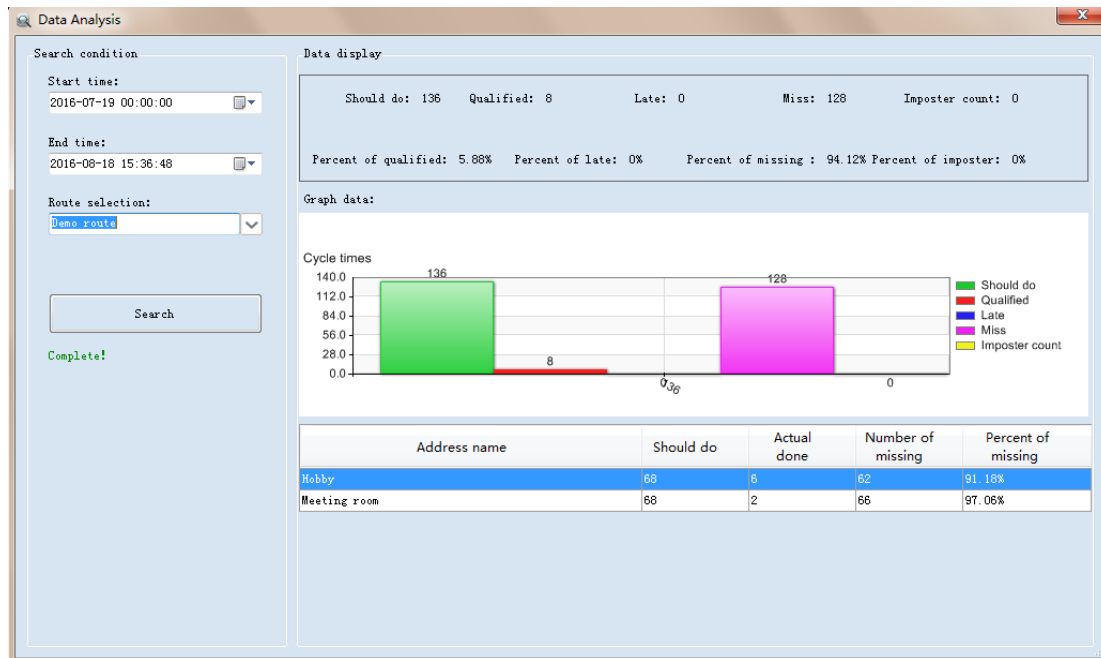 Data Analysis
Search condition
Start time:
2016-07-19 00:00:00
End time:
2016-08-18 15:36:48
Route selection:
Demo route
Search
Complete!
Data display
Should do: 136 Qualified: 8 Late: 0 Miss: 128 Imposter count: 0
Percent of qualified: 5.88% Percent of late: 0% Percent of missing : 94.12% Percent of imposter: 0%
Graph data:
Cycle times
140.0
112.0
84.0
56.0
28.0
0.0
136
8
0
128
0
Should do
Qualified
Late
Miss
Imposter count
Address name Should do Actual done Number of missing Percent of missing
Hobby 68 6 62 91.18%
Meeting room 68 2 66 97.06%